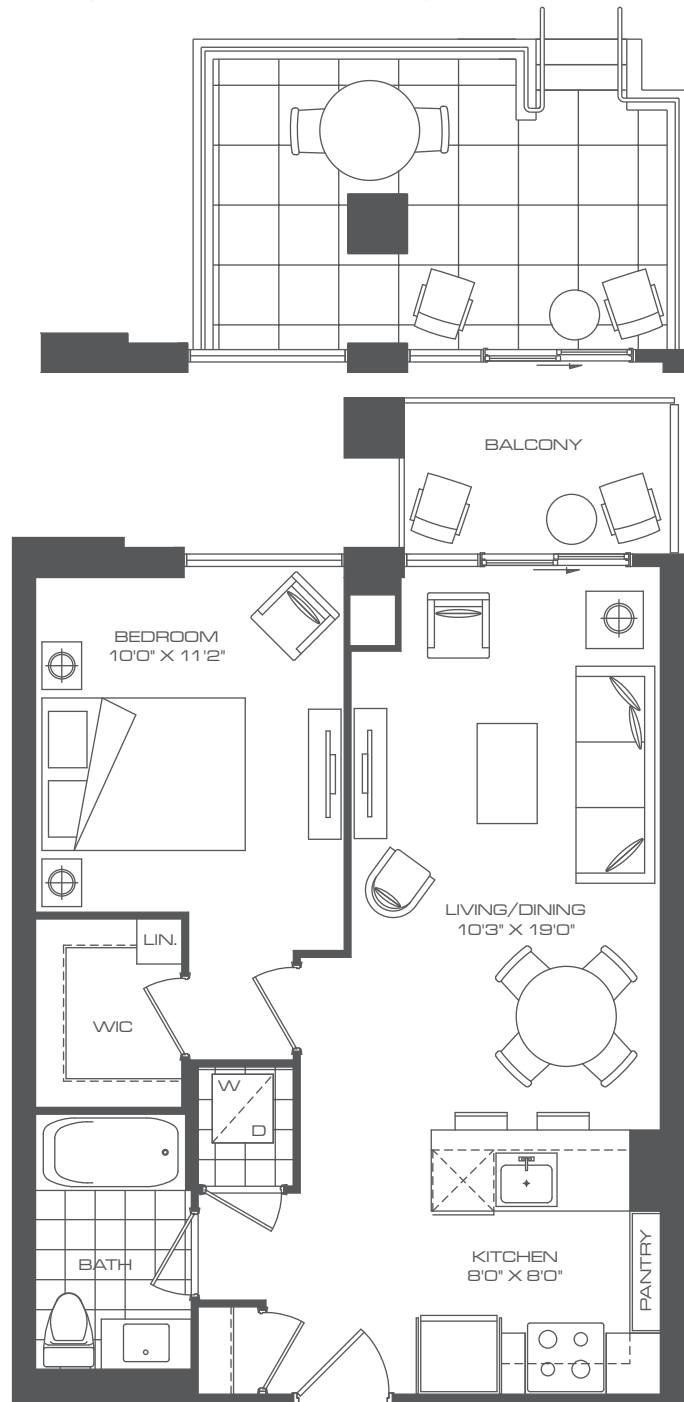 BALCONY
BEDROOM
10'0" X 11'2"
LIVING/DINING
10'3" X 19'0"
LIN.
WIC
W
D
BATH
KITCHEN
8'0" X 8'0"
PANTRY